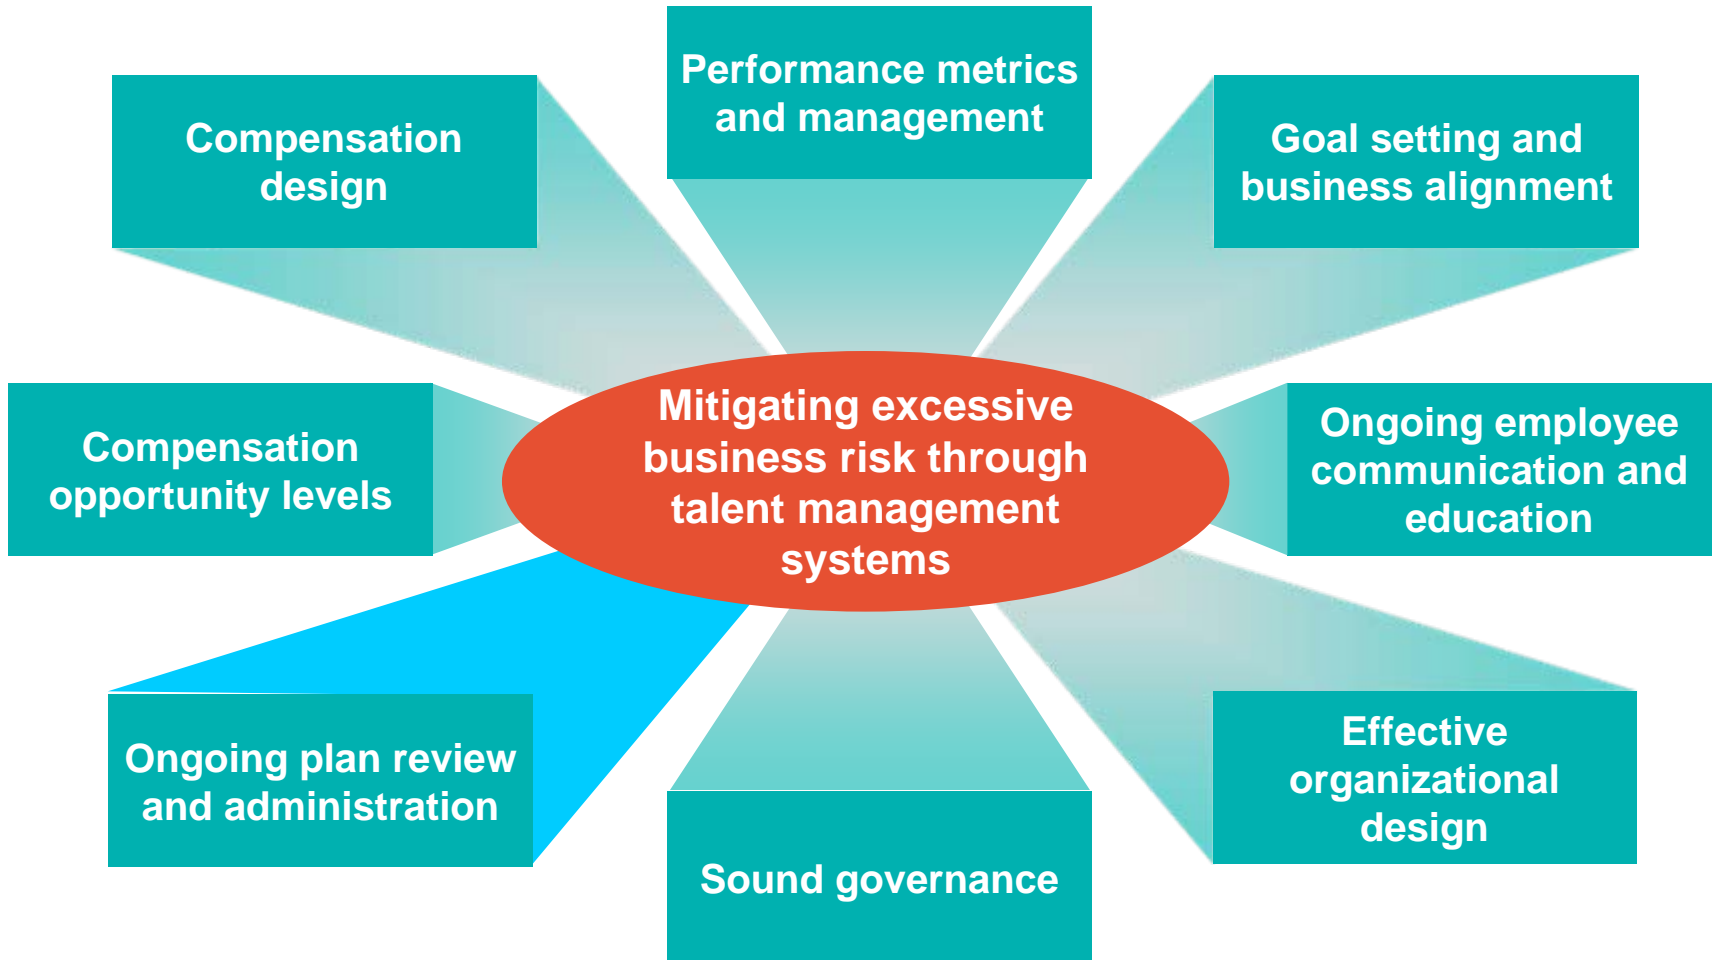 Performance metrics
and management
Compensation
design
Goal setting and
business alignment
Mitigating excessive
business risk through
talent management
systems
Compensation
opportunity levels
Ongoing employee
communication and
education
Ongoing plan review
and administration
Effective
organizational
design
Sound governance